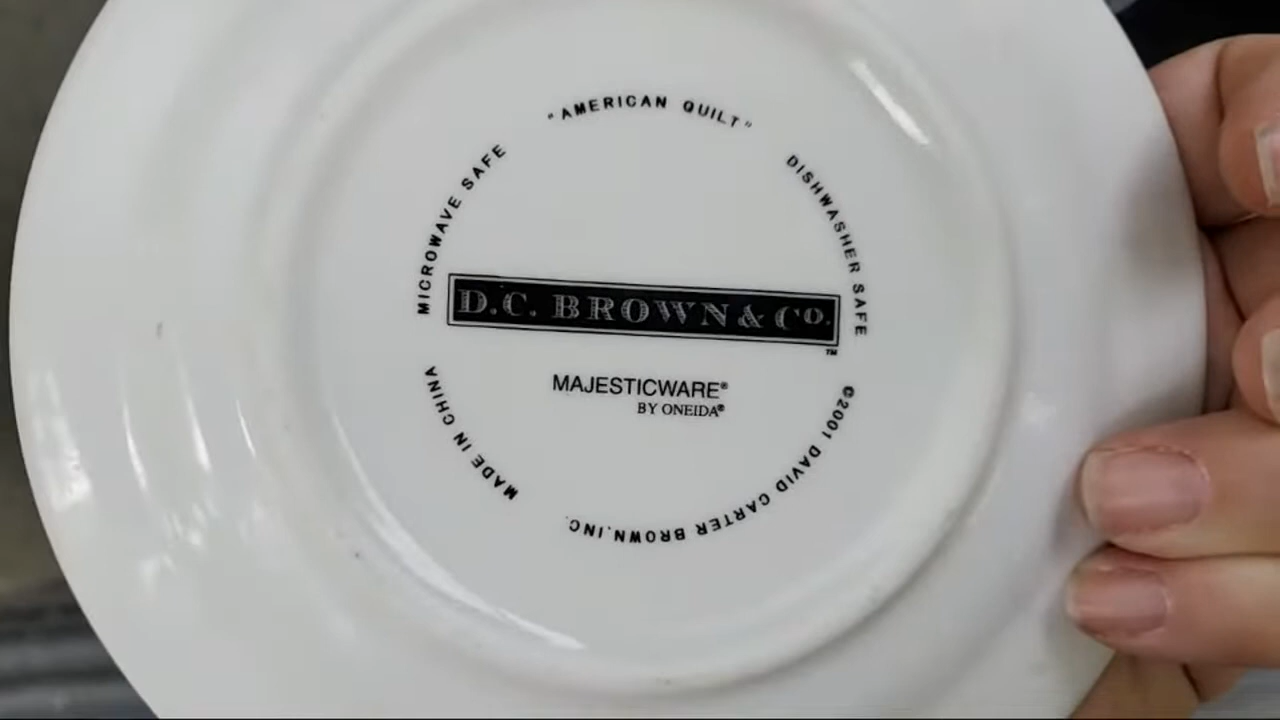 "AMERICAN QUILT"
MICROWAVE SAFE
DISHWASHER SAFE
D.C. BROWN & Co.
™
MAJESTICWARE®
BY ONEIDA®
MADE IN CHINA
©2001 DAVID CARTER BROWN, INC.